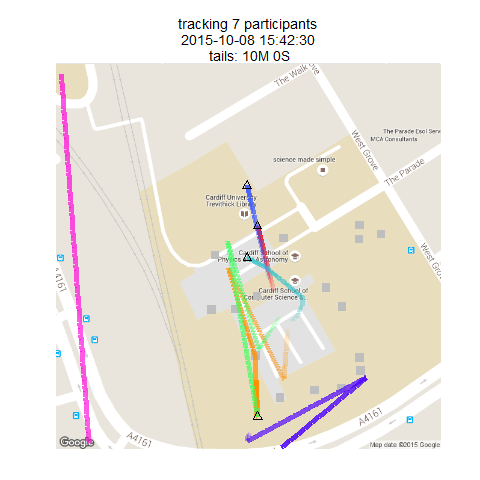 tracking 7 participants
2015-10-08 15:42:30
tails: 10M 0S
The Walk
West Grove
The Parade Esol Serv
MCA Consultants
science made simple
The Parade
Cardiff University
Trevithick Library
West Grove
Cardiff School of
Physics and Astronomy
Cardiff School of
Computer Science
A4161
A4161
A4161
Google
Map data ©2015 Google